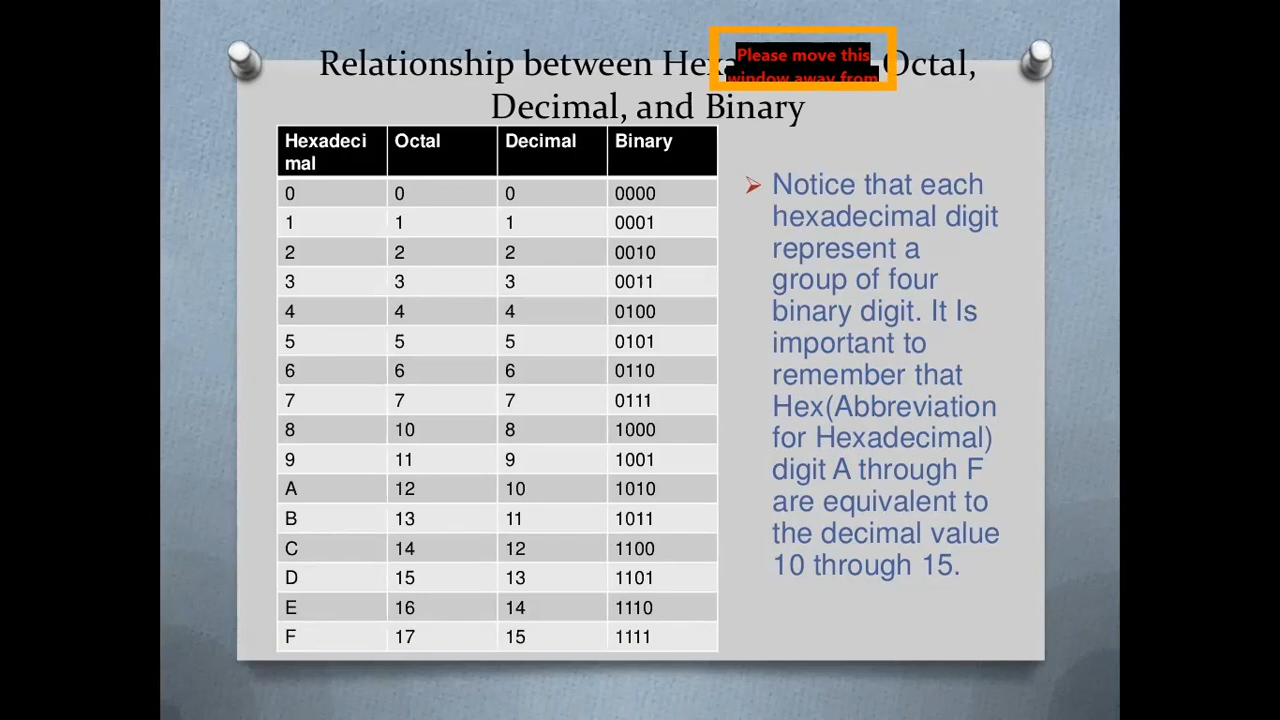 Relationship between Hexa Octal,
Please move this
window away from
Decimal, and Binary
Hexadeci Octal Decimal Binary
mal
0 0 0 0000
1 1 1 0001
2 2 2 0010
3 3 3 0011
4 4 4 0100
5 5 5 0101
6 6 6 0110
7 7 7 0111
8 10 8 1000
9 11 9 1001
A 12 10 1010
B 13 11 1011
C 14 12 1100
D 15 13 1101
E 16 14 1110
F 17 15 1111
Notice that each
hexadecimal digit
represent a
group of four
binary digit. It Is
important to
remember that
Hex(Abbreviation
for Hexadecimal)
digit A through F
are equivalent to
the decimal value
10 through 15.